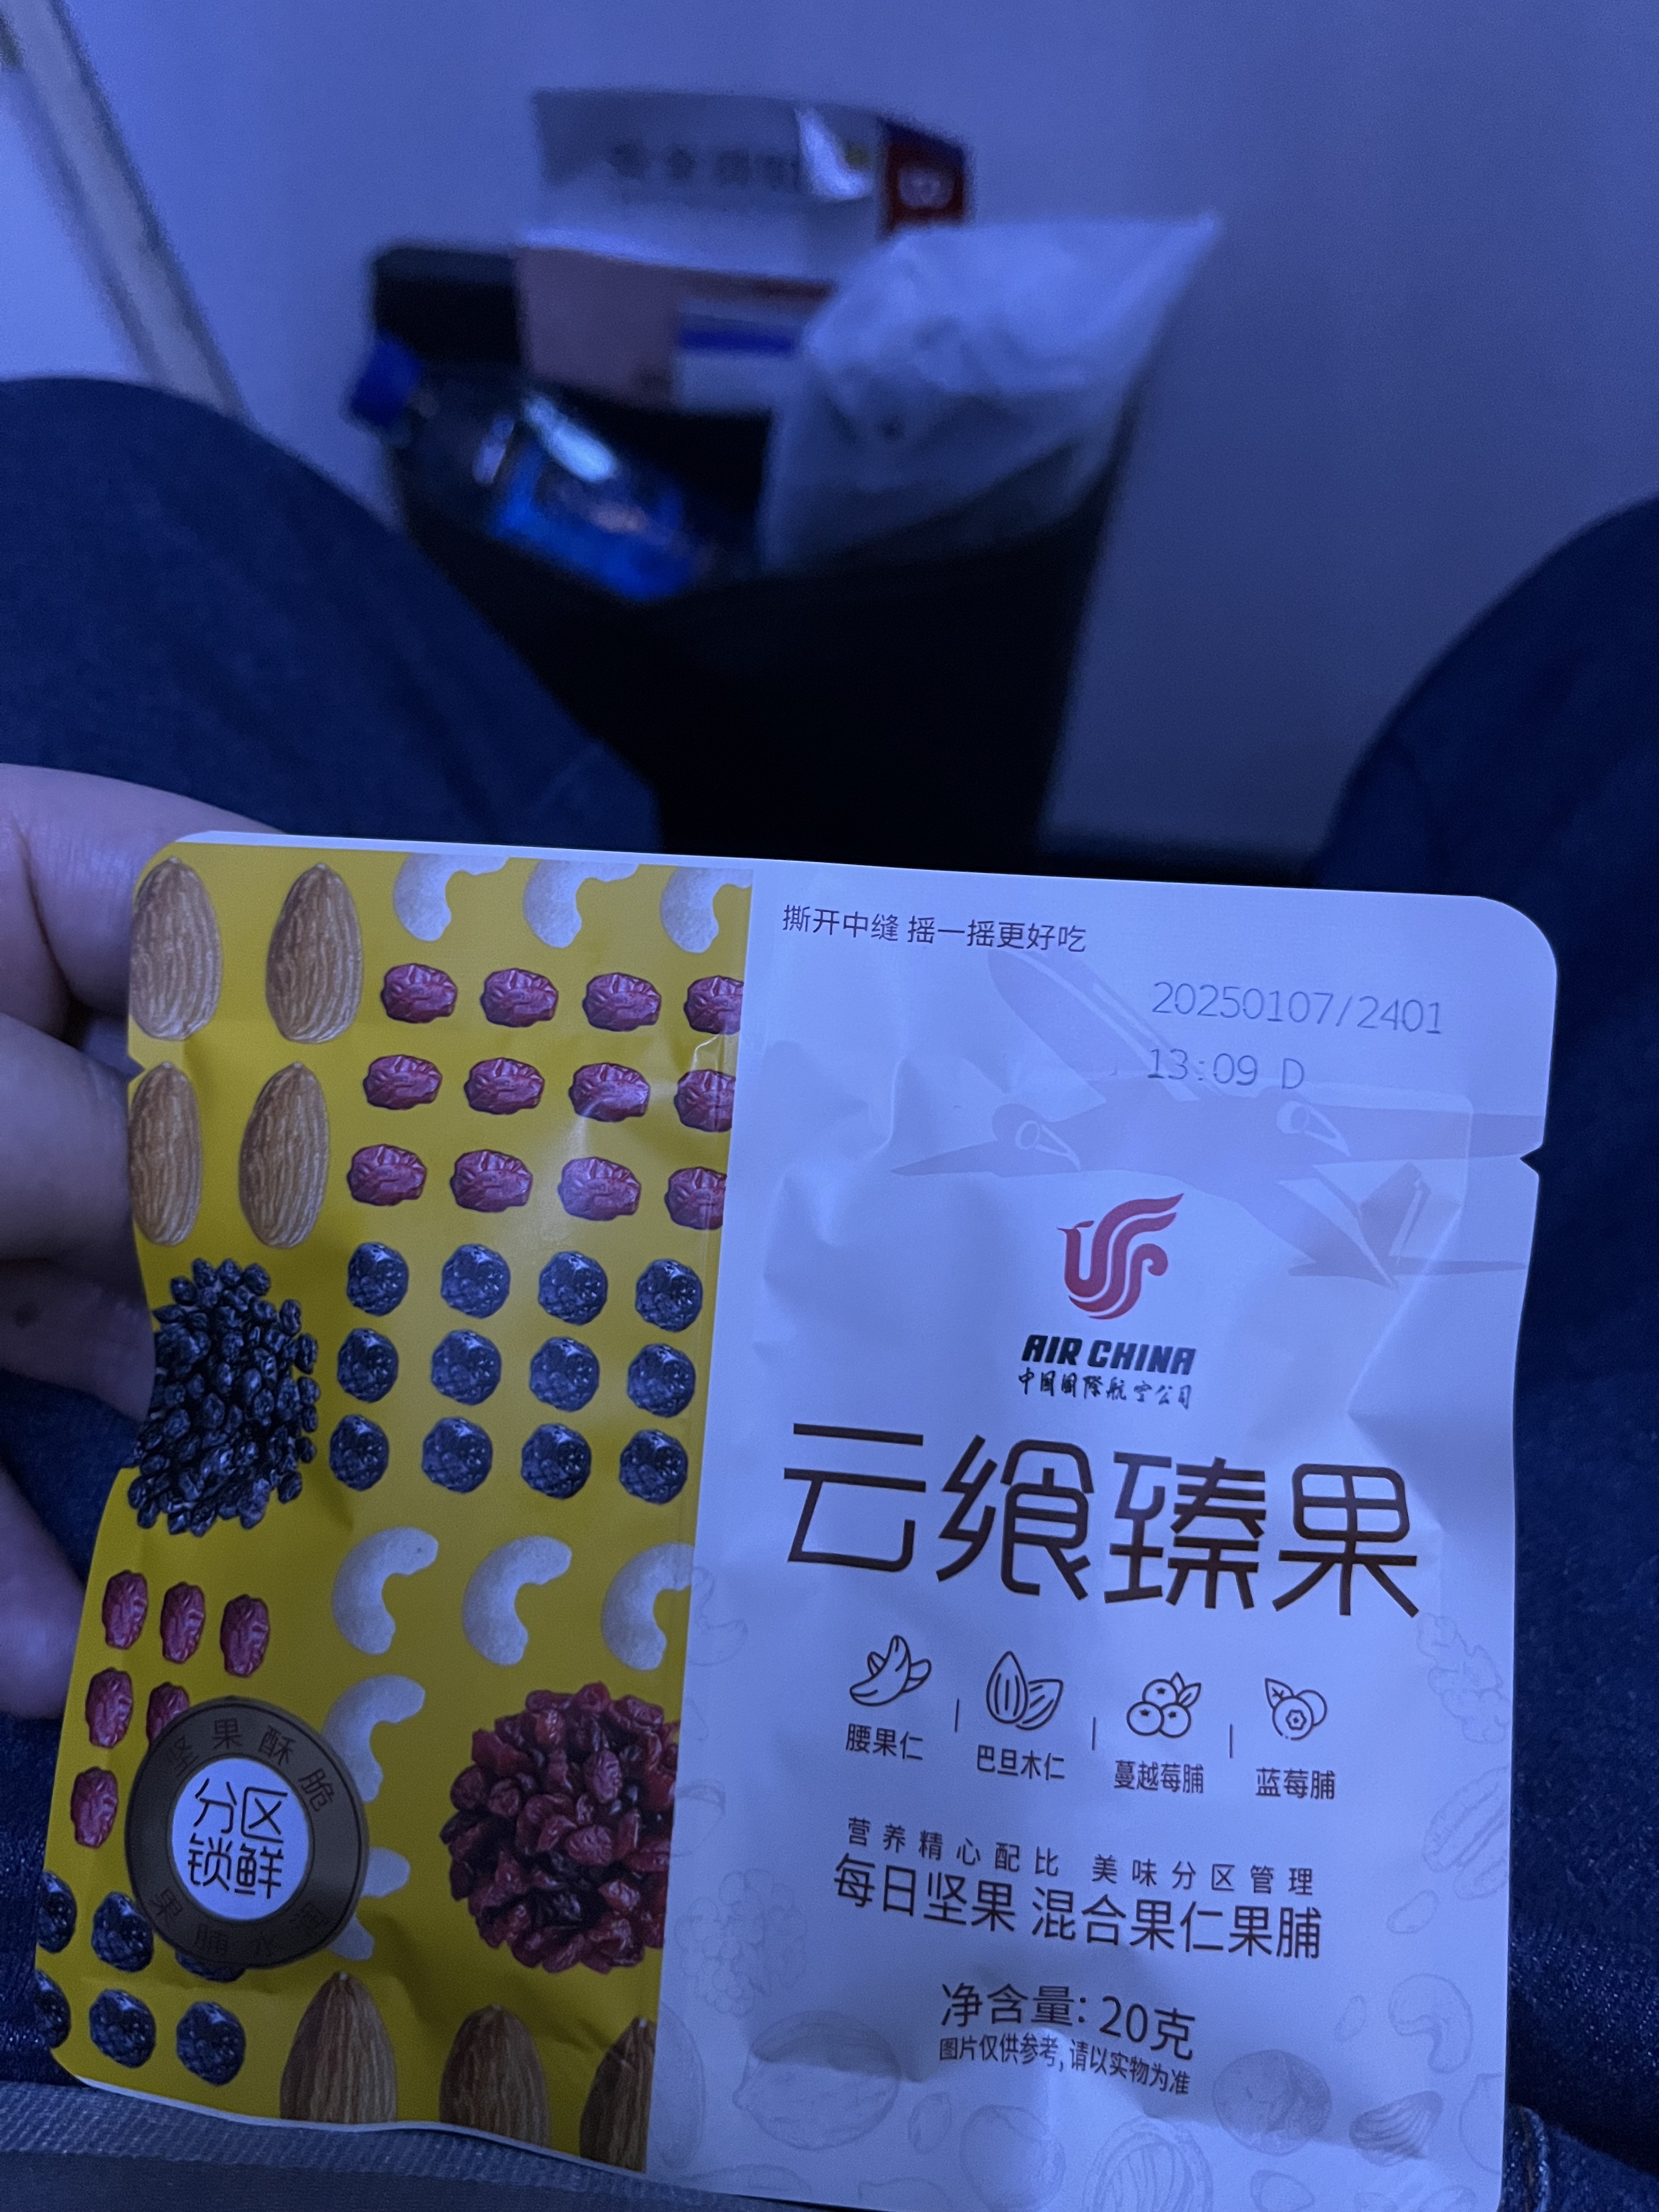 撕开中缝 摇一摇更好吃
20250107/2401
13:09 D
AIR CHINA
中国国际航空公司
云飨臻果
腰果仁 | 巴旦木仁 | 蔓越莓脯 | 蓝莓脯
营养精心配比 美味分区管理
每日坚果 混合果仁果脯
净含量: 20克
图片仅供参考,请以实物为准
坚果酥脆
分区
锁鲜
果脯水润